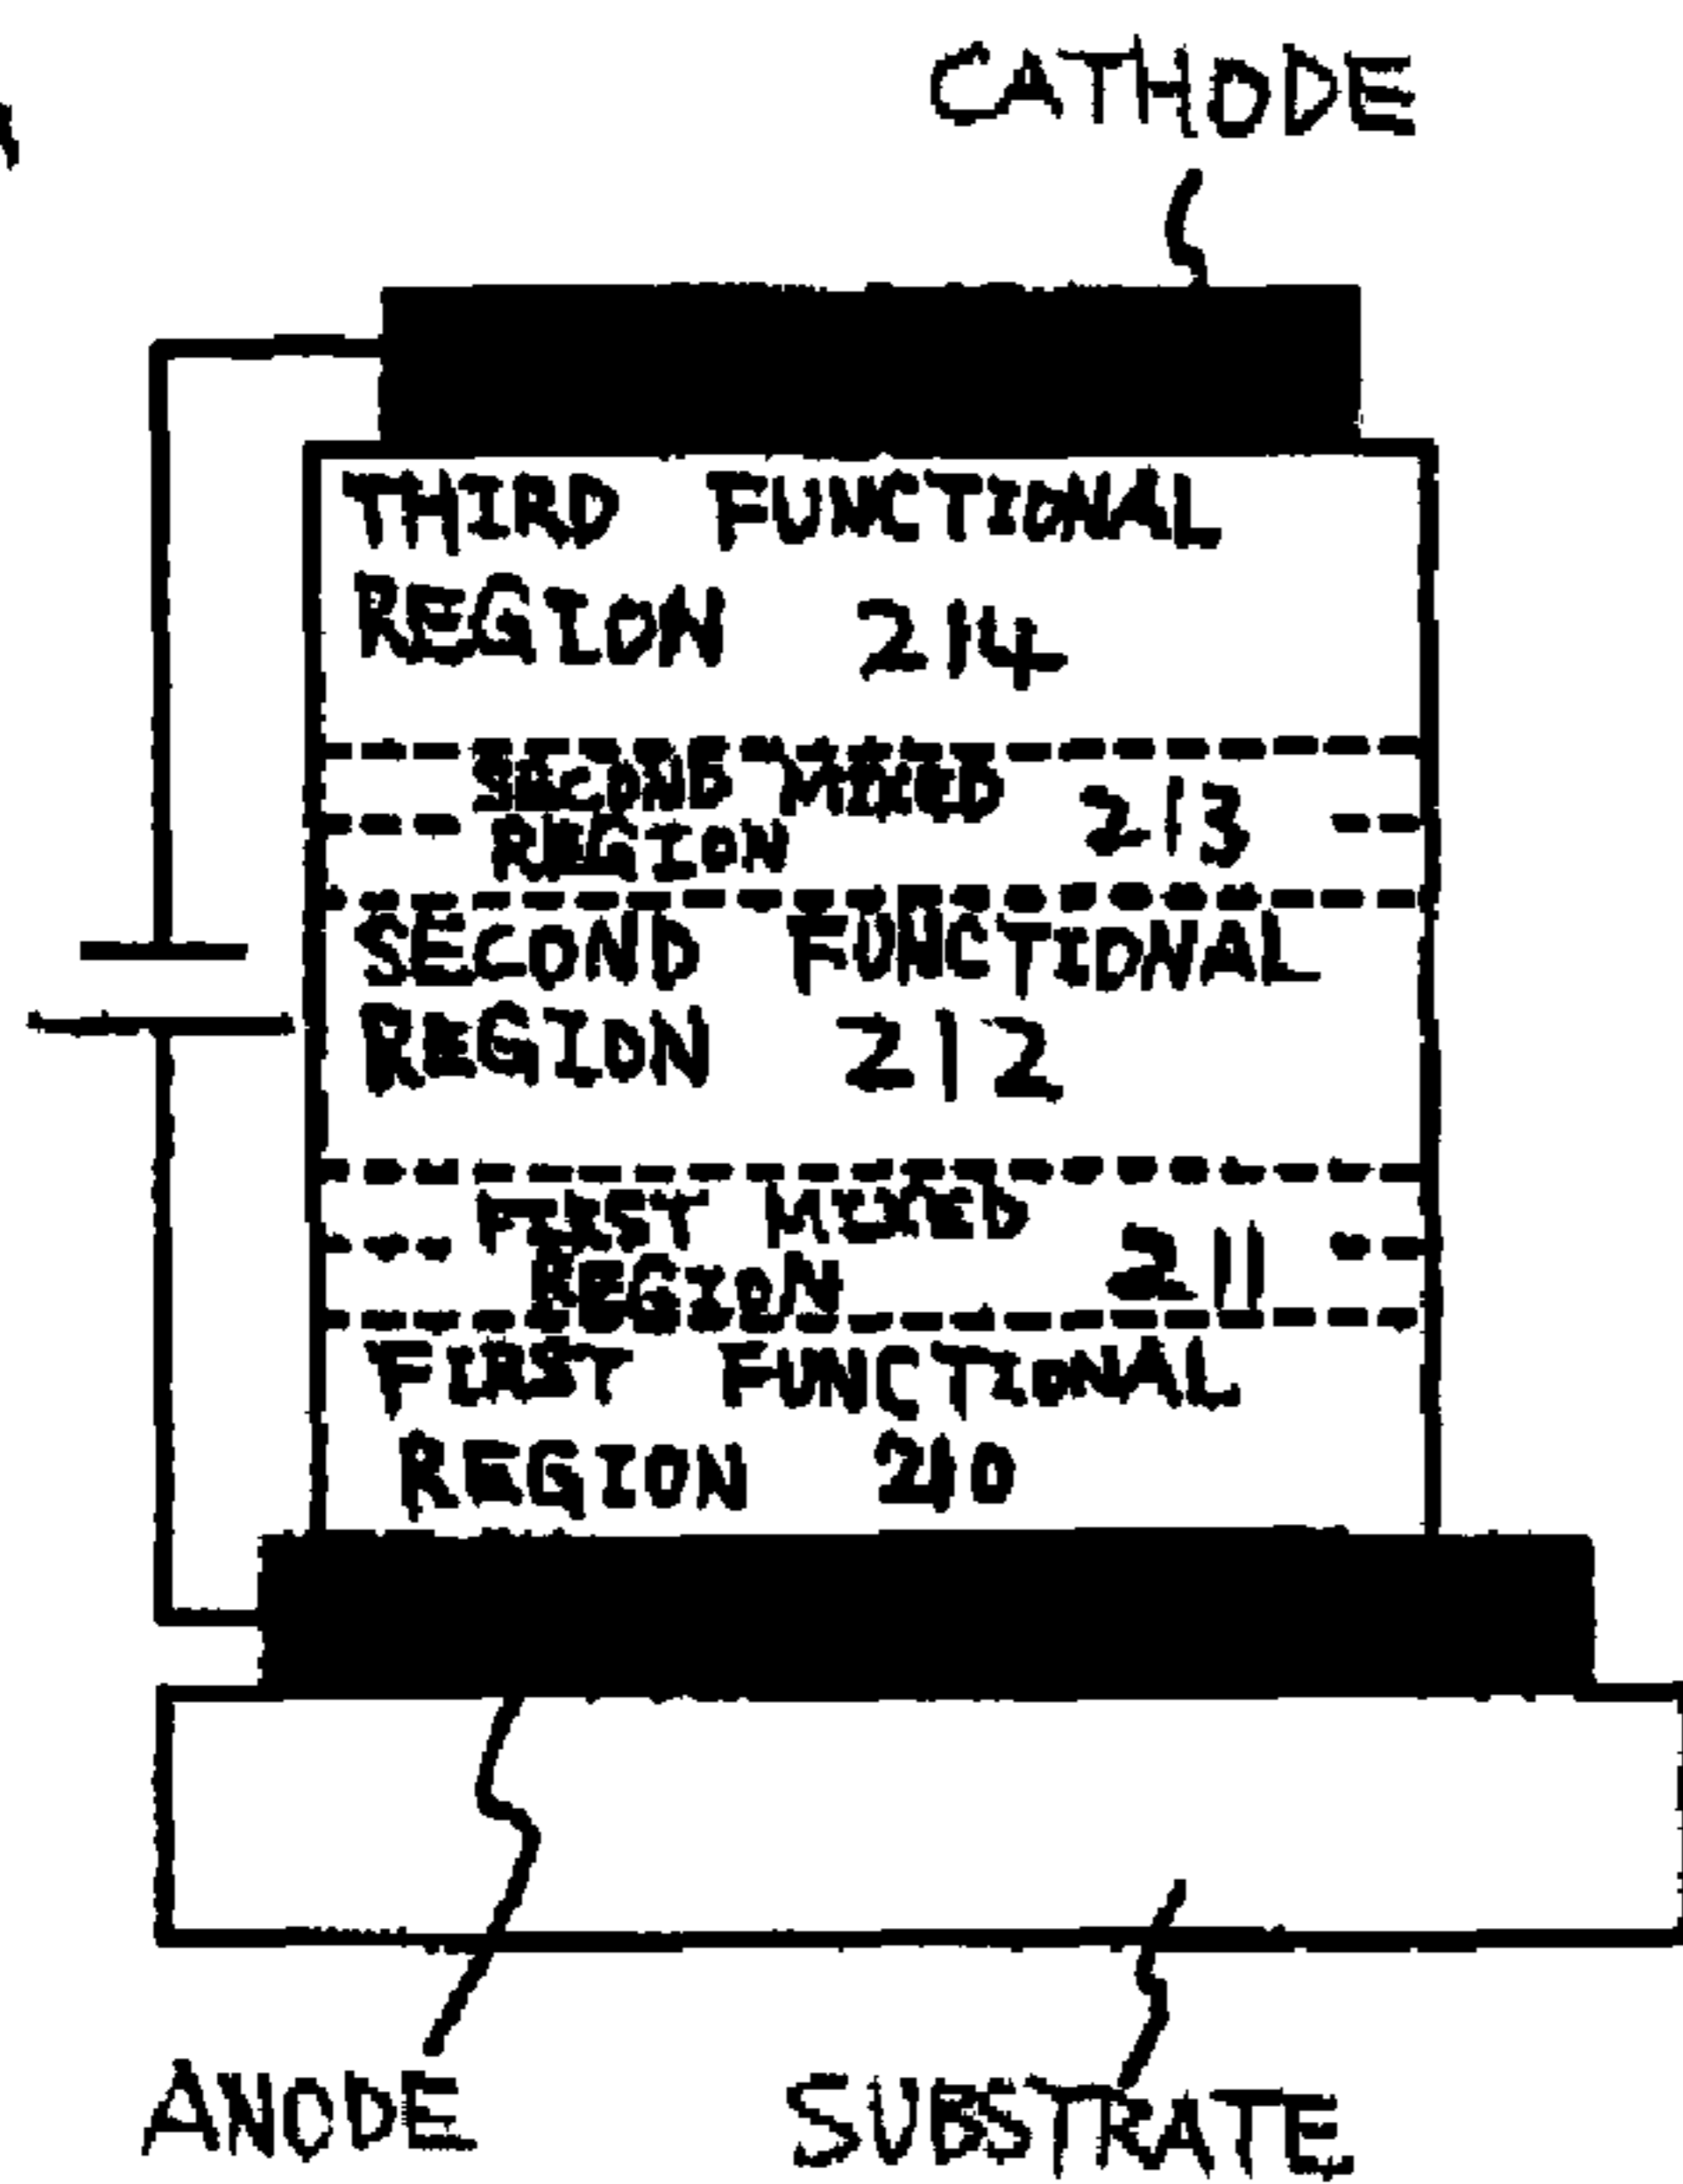 CATHODE
THIRD FUNCTIONAL
REGION 214
SECOND MIXED
REGION 213
SECOND FUNCTIONAL
REGION 212
FIRST MIXED
REGION 211
FIRST FUNCTIONAL
REGION 210
ANODE
SUBSTRATE